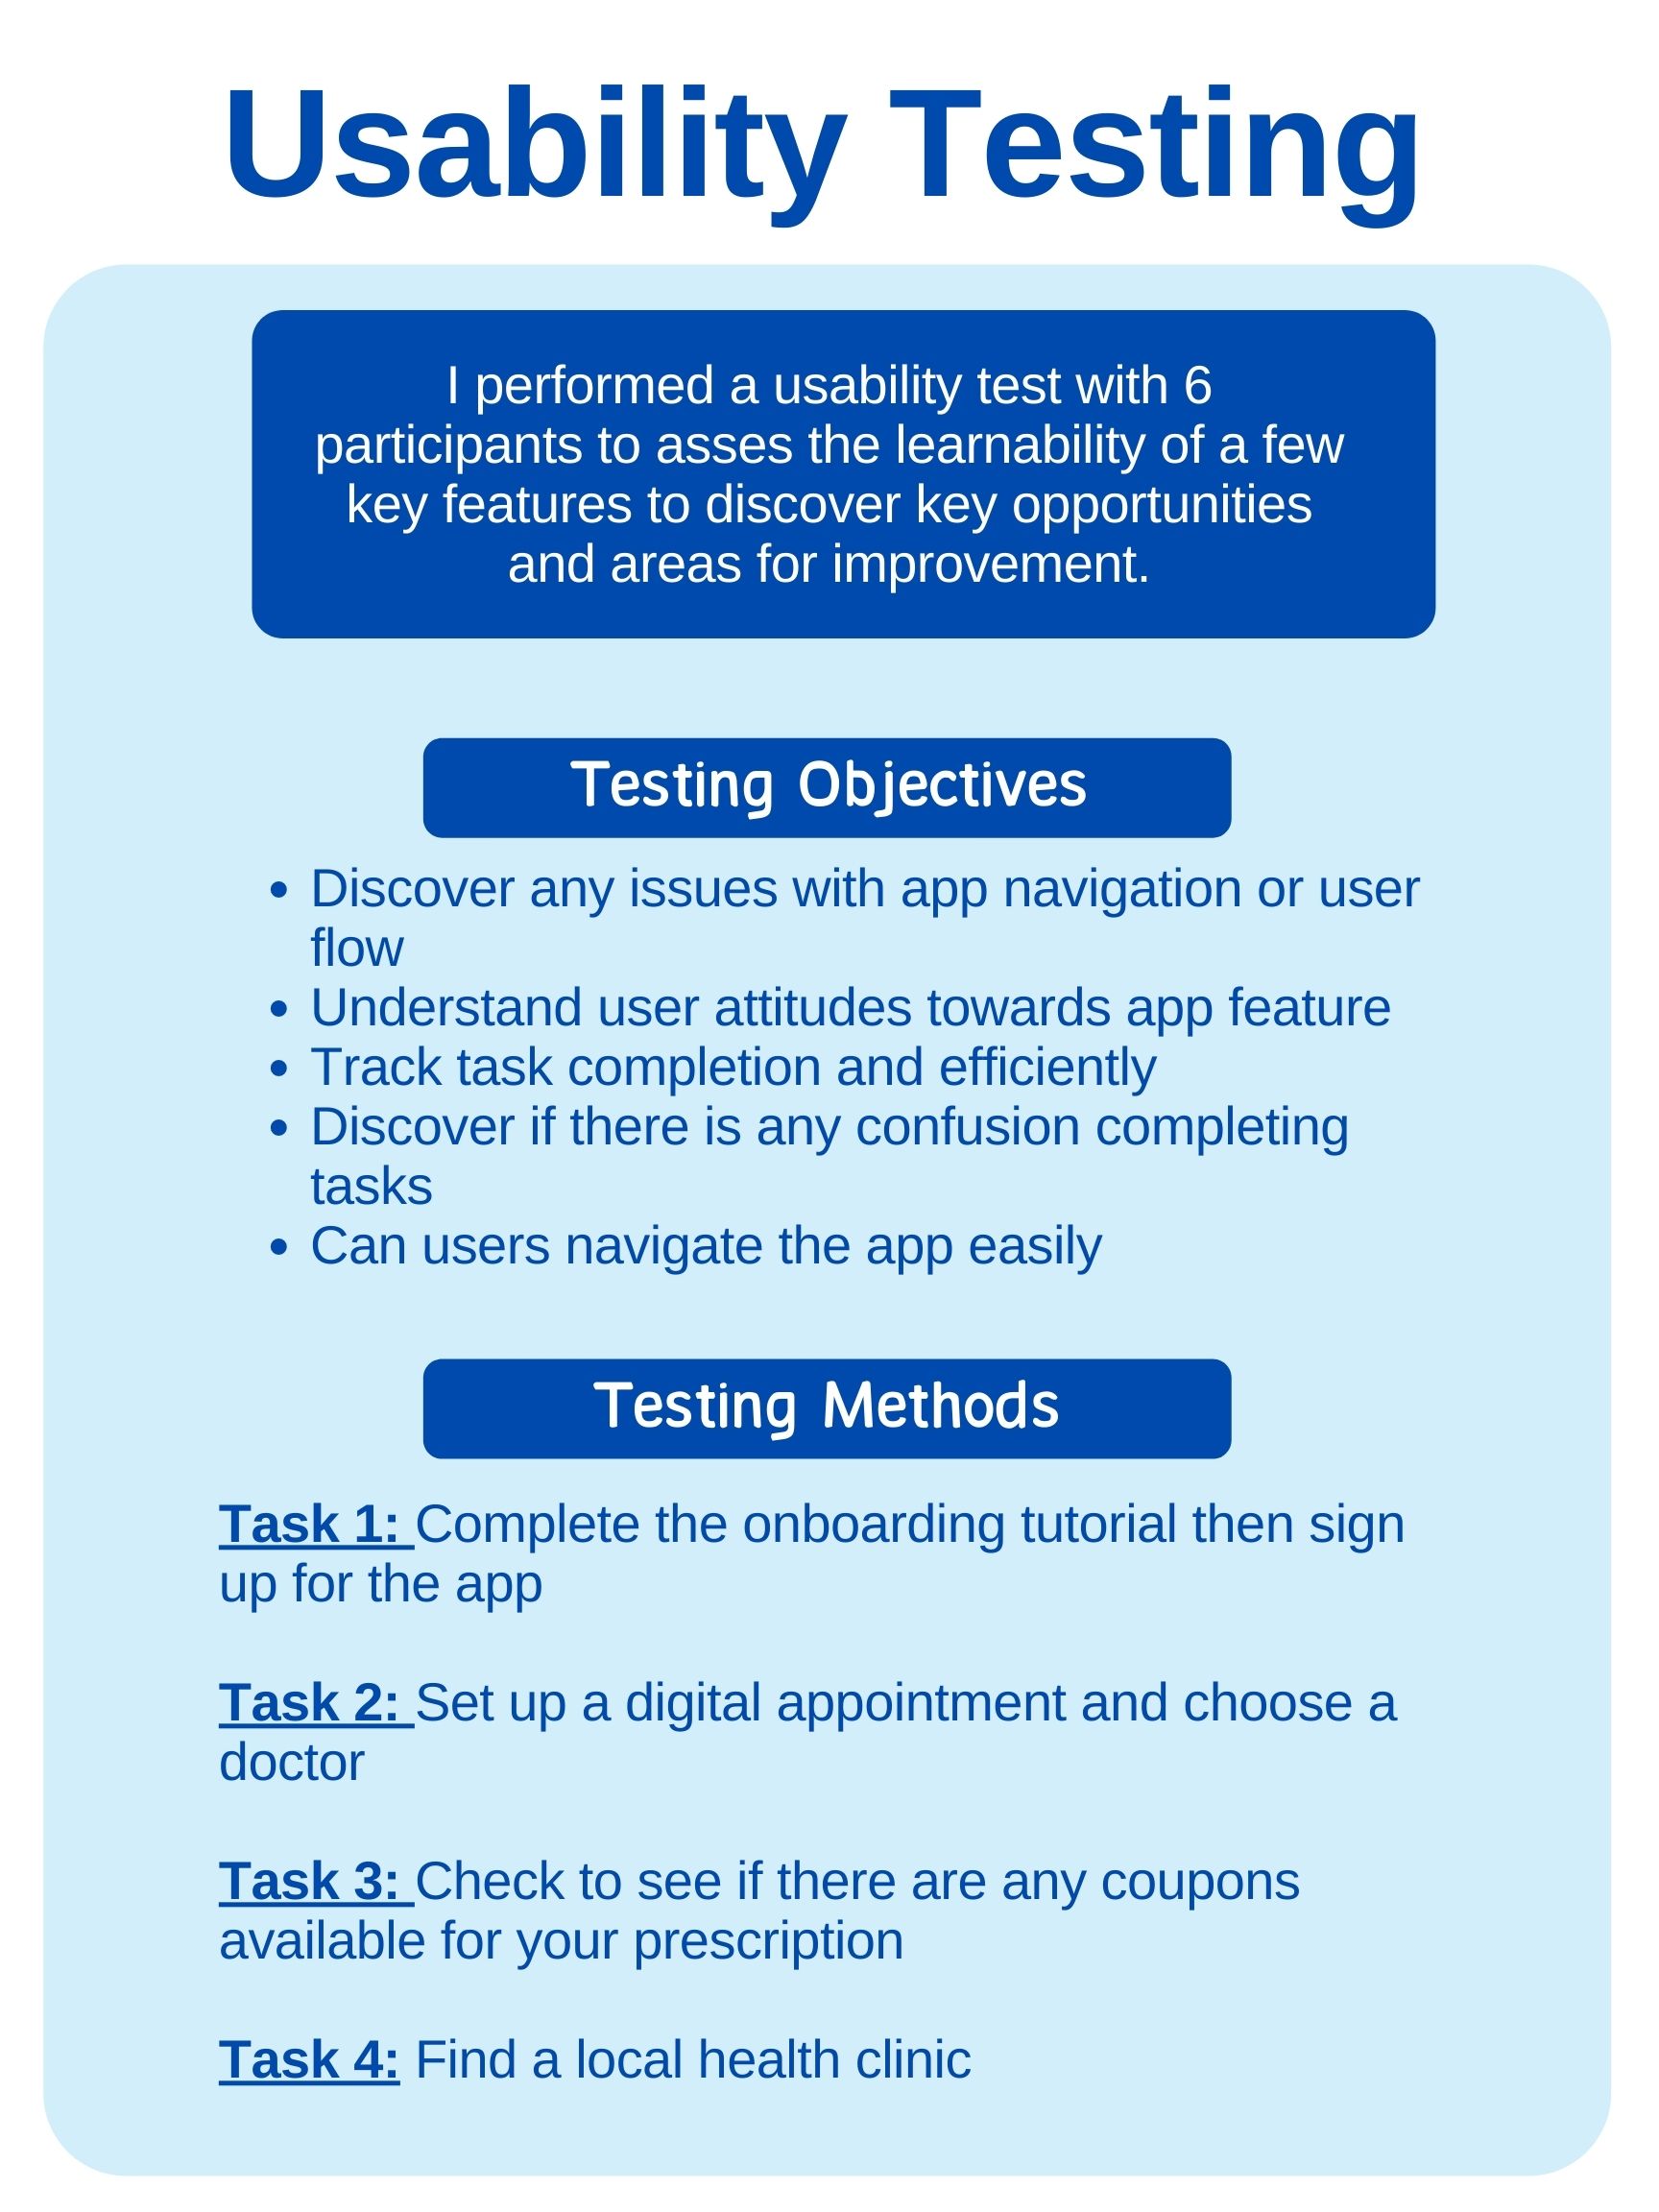 Usability Testing
I performed a usability test with 6
participants to asses the learnability of a few
key features to discover key opportunities
and areas for improvement.
Testing Objectives
• Discover any issues with app navigation or user
flow
• Understand user attitudes towards app feature
• Track task completion and efficiently
• Discover if there is any confusion completing
tasks
• Can users navigate the app easily
Testing Methods
Task 1: Complete the onboarding tutorial then sign
up for the app
Task 2: Set up a digital appointment and choose a
doctor
Task 3: Check to see if there are any coupons
available for your prescription
Task 4: Find a local health clinic